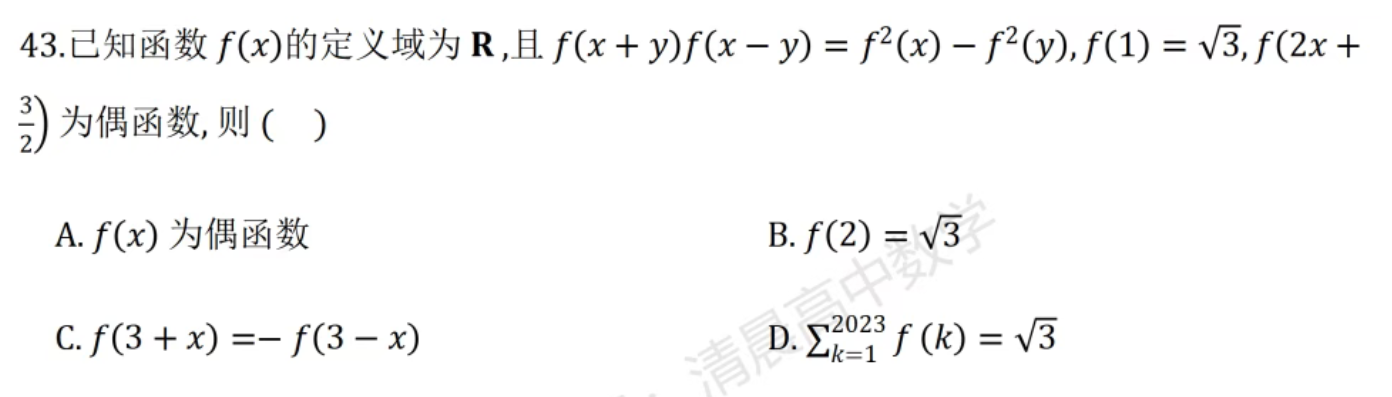 43.已知函数 f(x)的定义域为 R ,且 f(x + y)f(x − y) = f²(x) − f²(y), f(1) = √3, f(2x +
3/2) 为偶函数, 则 (    )
A. f(x) 为偶函数    B. f(2) = √3
C. f(3 + x) =− f(3 − x)    D. ∑_{k=1}^{2023} f (k) = √3
清晨高中数学